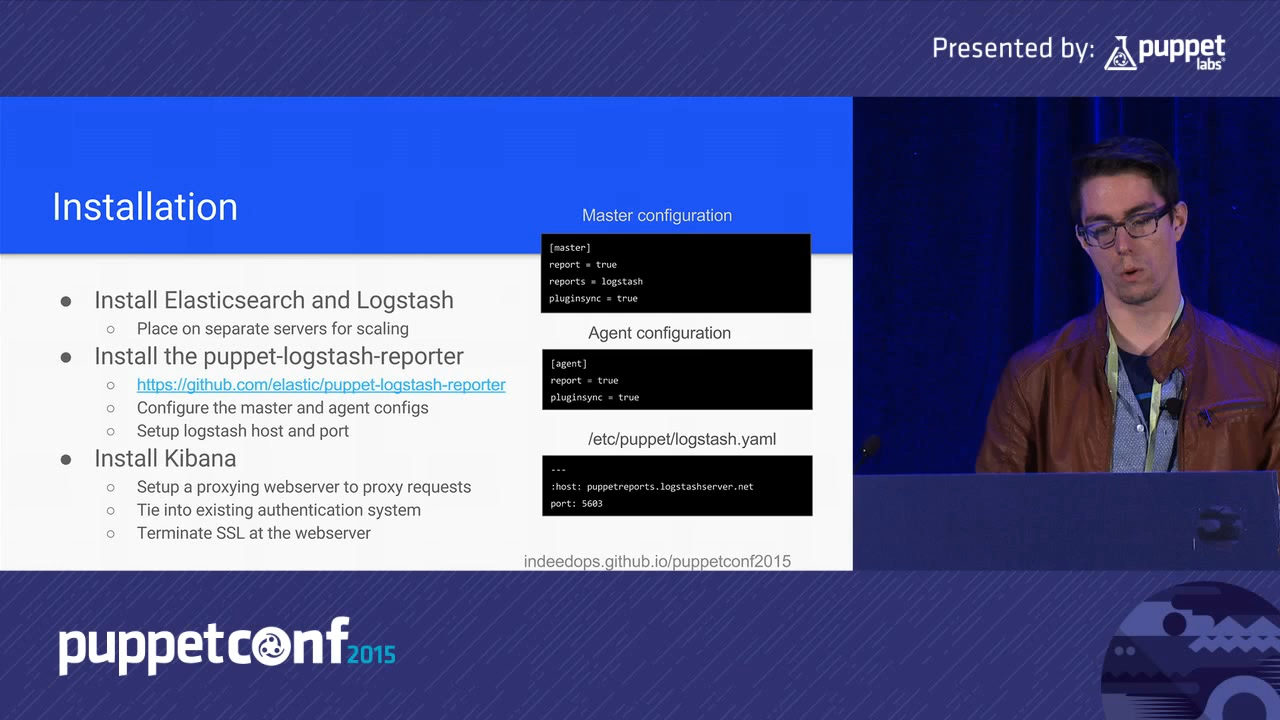 Presented by: puppet labs®
Installation
Master configuration
[master]
report = true
reports = logstash
pluginsync = true
● Install Elasticsearch and Logstash
○ Place on separate servers for scaling
● Install the puppet-logstash-reporter
○ https://github.com/elastic/puppet-logstash-reporter
○ Configure the master and agent configs
○ Setup logstash host and port
● Install Kibana
○ Setup a proxying webserver to proxy requests
○ Tie into existing authentication system
○ Terminate SSL at the webserver
Agent configuration
[agent]
report = true
pluginsync = true
/etc/puppet/logstash.yaml
---
:host: puppetreports.logstashserver.net
port: 5603
indeedops.github.io/puppetconf2015
puppetconf 2015